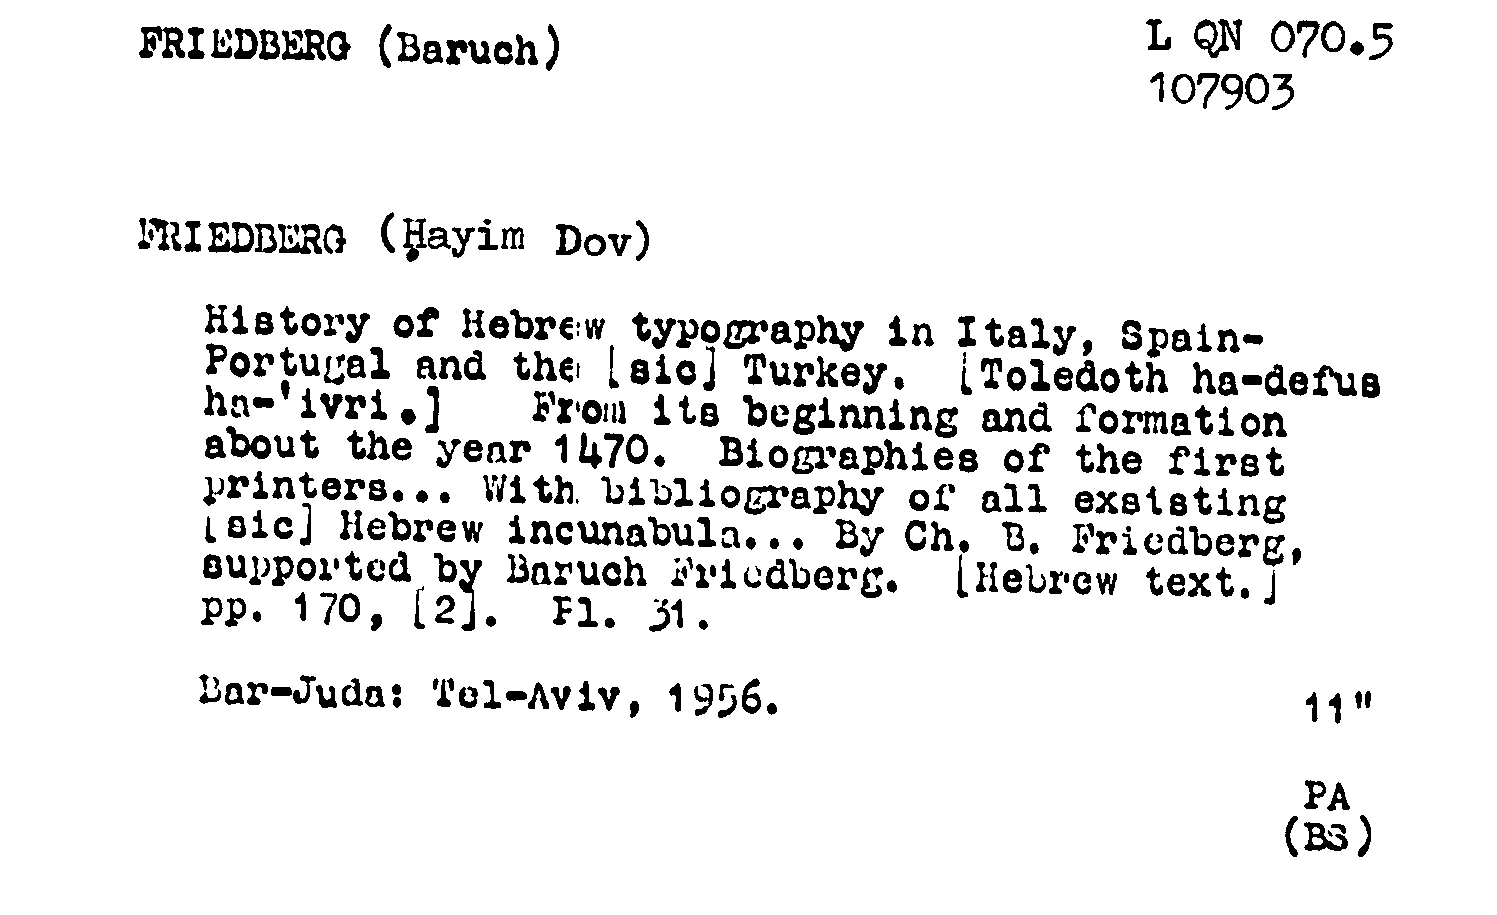 FRIEDBERG (Baruch)
L QN 070.5
107903
FRIEDBERG (Ḥayim Dov)
History of Hebrew typography in Italy, Spain-
Portugal and the [sic] Turkey. [Toledoth ha-defus
ha-'ivri.] From its beginning and formation
about the year 1470. Biographies of the first
printers... With bibliography of all exsisting
[sic] Hebrew incunabula... By Ch. B. Friedberg,
supported by Baruch Friedberg. [Hebrew text.]
pp. 170, [2]. Pl. 31.
Bar-Juda: Tel-Aviv, 1956.
11"
PA
(BS)